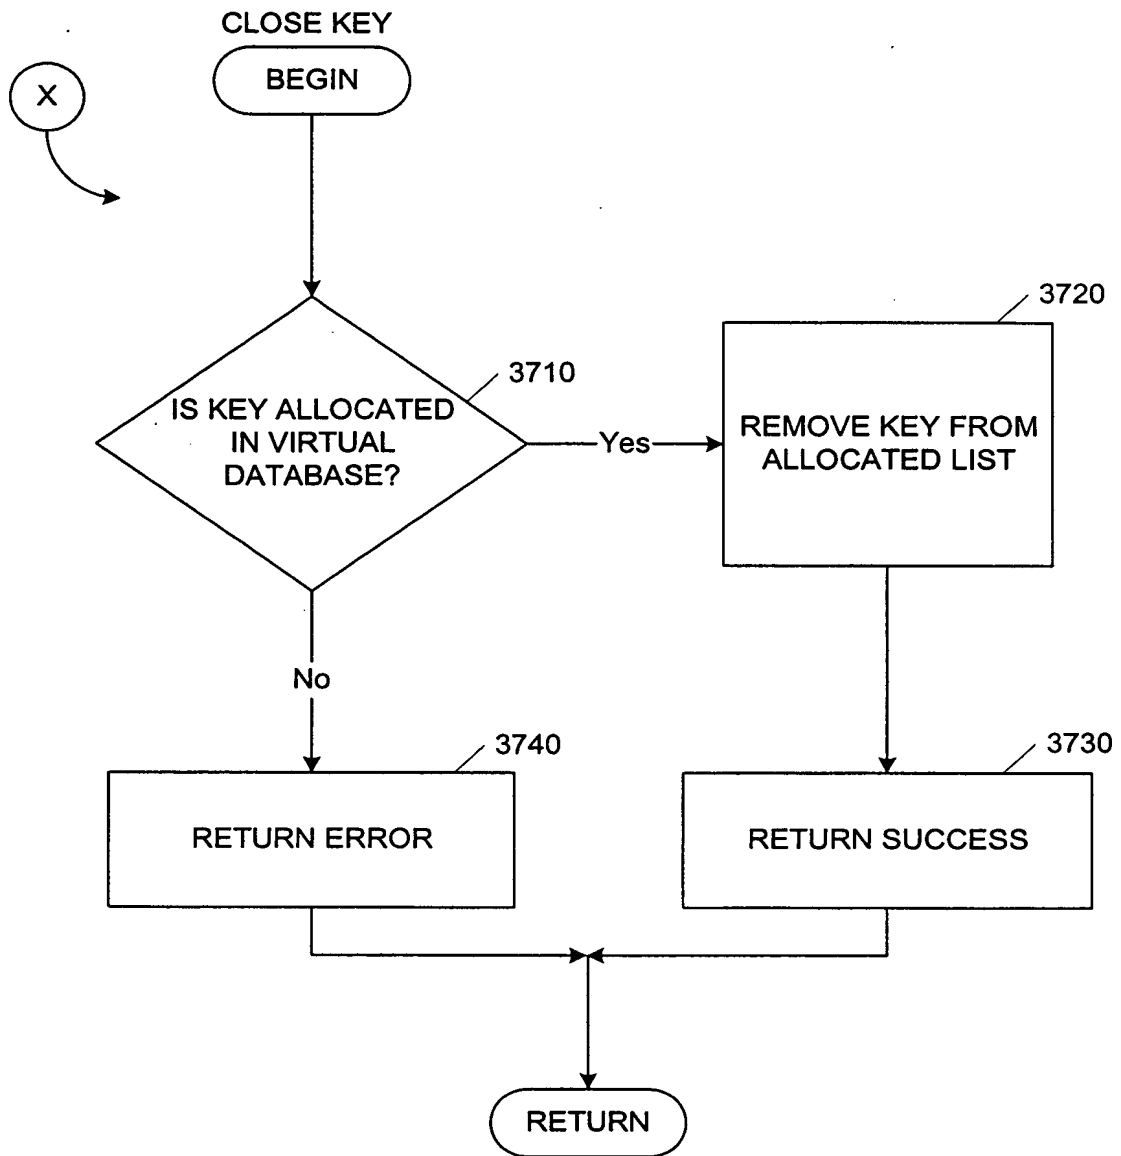 CLOSE KEY
BEGIN
X
3710
IS KEY ALLOCATED
IN VIRTUAL
DATABASE?
Yes
3720
REMOVE KEY FROM
ALLOCATED LIST
No
3740
RETURN ERROR
3730
RETURN SUCCESS
RETURN